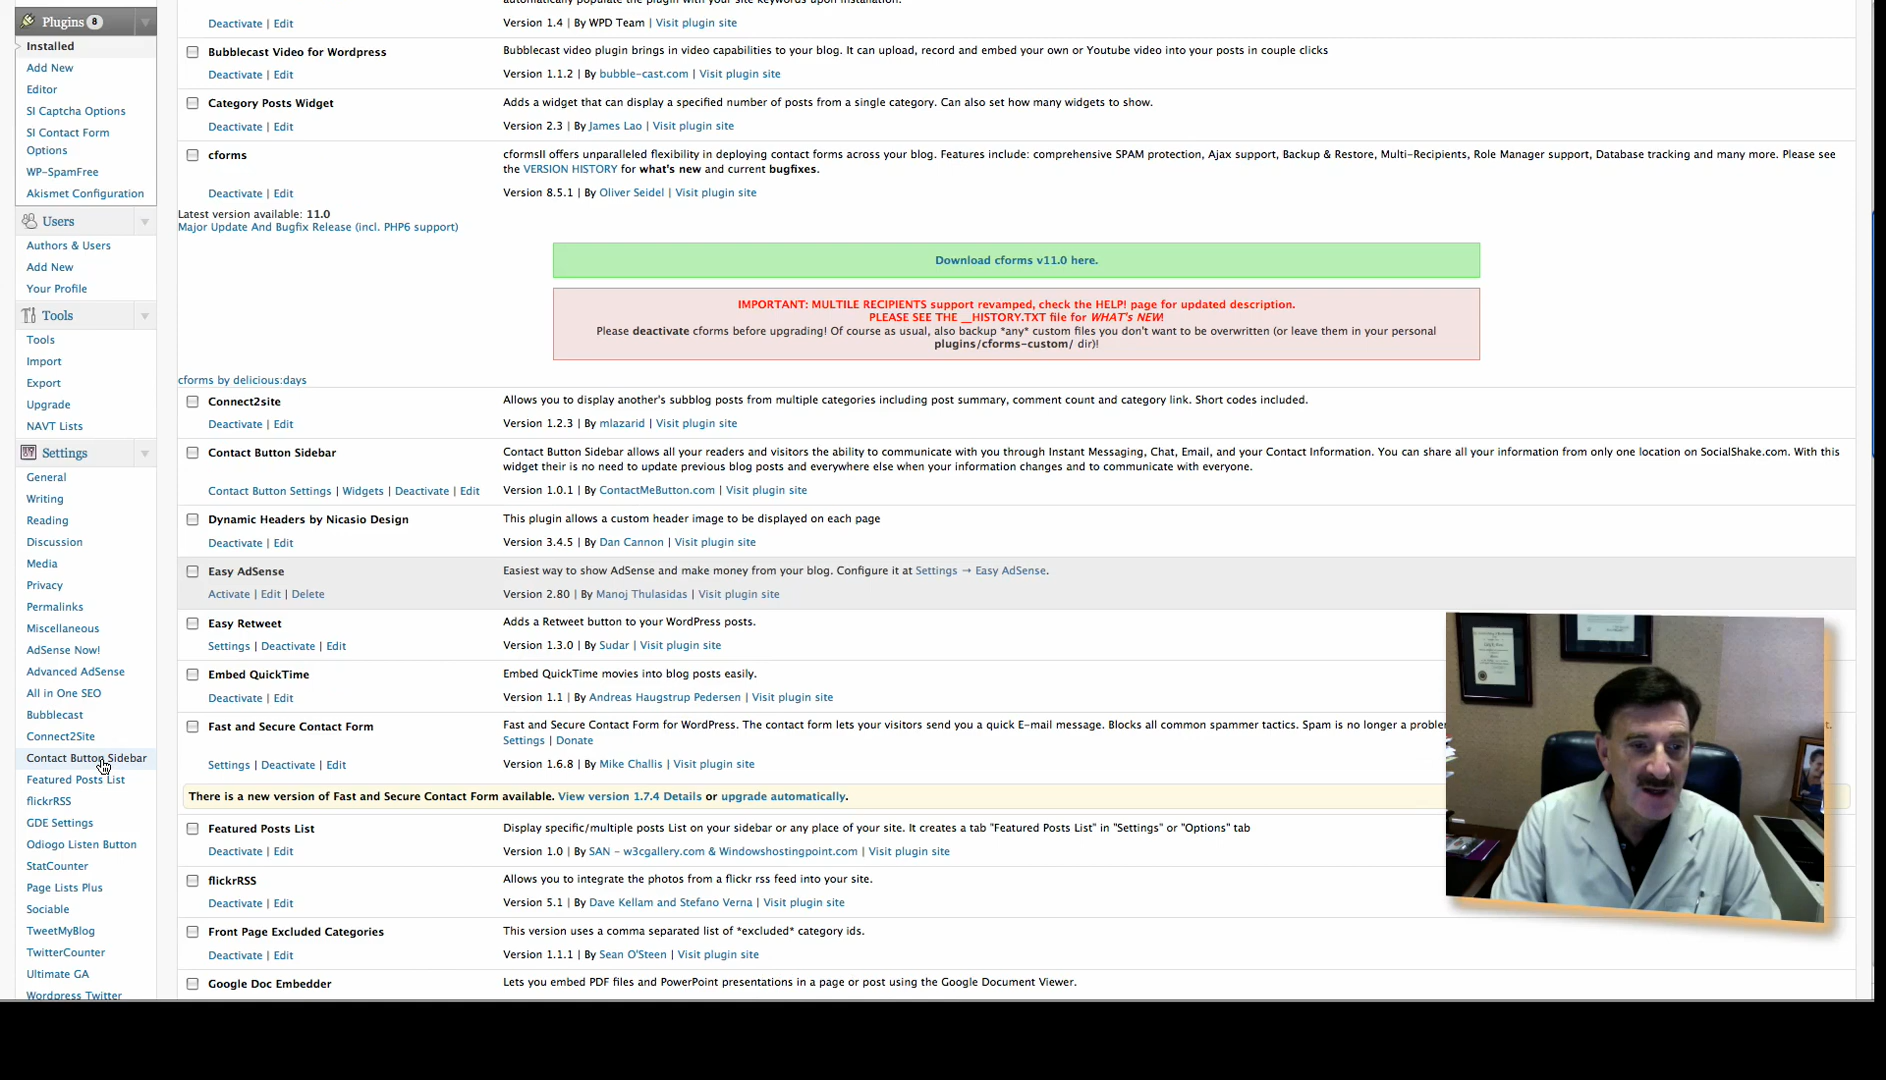 Plugins 8
Installed
Add New
Editor
SI Captcha Options
SI Contact Form
Options
WP-SpamFree
Akismet Configuration
Users
Authors & Users
Add New
Your Profile
Tools
Tools
Import
Export
Upgrade
NAVT Lists
Settings
General
Writing
Reading
Discussion
Media
Privacy
Permalinks
Miscellaneous
AdSense Now!
Advanced AdSense
All in One SEO
Bubblecast
Connect2Site
Contact Button Sidebar
Featured Posts List
flickrRSS
GDE Settings
Odiogo Listen Button
StatCounter
Page Lists Plus
Sociable
TweetMyBlog
TwitterCounter
Ultimate GA
Wordpress Twitter
Deactivate | Edit
Version 1.4 | By WPD Team | Visit plugin site
Bubblecast Video for Wordpress
Bubblecast video plugin brings in video capabilities to your blog. It can upload, record and embed your own or Youtube video into your posts in couple clicks
Deactivate | Edit
Version 1.1.2 | By bubble-cast.com | Visit plugin site
Category Posts Widget
Adds a widget that can display a specified number of posts from a single category. Can also set how many widgets to show.
Deactivate | Edit
Version 2.3 | By James Lao | Visit plugin site
cforms
cformsII offers unparalleled flexibility in deploying contact forms across your blog. Features include: comprehensive SPAM protection, Ajax support, Backup & Restore, Multi-Recipients, Role Manager support, Database tracking and many more. Please see
the VERSION HISTORY for what's new and current bugfixes.
Deactivate | Edit
Version 8.5.1 | By Oliver Seidel | Visit plugin site
Latest version available: 11.0
Major Update And Bugfix Release (incl. PHP6 support)
Download cforms v11.0 here.
IMPORTANT: MULTILE RECIPIENTS support revamped, check the HELP! page for updated description.
PLEASE SEE THE __HISTORY.TXT file for WHAT's NEW!
Please deactivate cforms before upgrading! Of course as usual, also backup *any* custom files you don't want to be overwritten (or leave them in your personal
plugins/cforms-custom/ dir)!
cforms by delicious:days
Connect2site
Allows you to display another's subblog posts from multiple categories including post summary, comment count and category link. Short codes included.
Deactivate | Edit
Version 1.2.3 | By mlazarid | Visit plugin site
Contact Button Sidebar
Contact Button Sidebar allows all your readers and visitors the ability to communicate with you through Instant Messaging, Chat, Email, and your Contact Information. You can share all your information from only one location on SocialShake.com. With this
widget their is no need to update previous blog posts and everywhere else when your information changes and to communicate with everyone.
Contact Button Settings | Widgets | Deactivate | Edit
Version 1.0.1 | By ContactMeButton.com | Visit plugin site
Dynamic Headers by Nicasio Design
This plugin allows a custom header image to be displayed on each page
Deactivate | Edit
Version 3.4.5 | By Dan Cannon | Visit plugin site
Easy AdSense
Easiest way to show AdSense and make money from your blog. Configure it at Settings → Easy AdSense.
Activate | Edit | Delete
Version 2.80 | By Manoj Thulasidas | Visit plugin site
Easy Retweet
Adds a Retweet button to your WordPress posts.
Settings | Deactivate | Edit
Version 1.3.0 | By Sudar | Visit plugin site
Embed QuickTime
Embed QuickTime movies into blog posts easily.
Deactivate | Edit
Version 1.1 | By Andreas Haugstrup Pedersen | Visit plugin site
Fast and Secure Contact Form
Fast and Secure Contact Form for WordPress. The contact form lets your visitors send you a quick E-mail message. Blocks all common spammer tactics. Spam is no longer a
Settings | Donate
Settings | Deactivate | Edit
Version 1.6.8 | By Mike Challis | Visit plugin site
There is a new version of Fast and Secure Contact Form available. View version 1.7.4 Details or upgrade automatically.
Featured Posts List
Display specific/multiple posts List on your sidebar or any place of your site. It creates a tab "Featured Posts List" in "Settings" or "Options" tab
Deactivate | Edit
Version 1.0 | By SAN - w3cgallery.com & Windowshostingpoint.com | Visit plugin site
flickrRSS
Allows you to integrate the photos from a flickr rss feed into your site.
Deactivate | Edit
Version 5.1 | By Dave Kellam and Stefano Verna | Visit plugin site
Front Page Excluded Categories
This version uses a comma separated list of *excluded* category ids.
Deactivate | Edit
Version 1.1.1 | By Sean O'Steen | Visit plugin site
Google Doc Embedder
Lets you embed PDF files and PowerPoint presentations in a page or post using the Google Document Viewer.